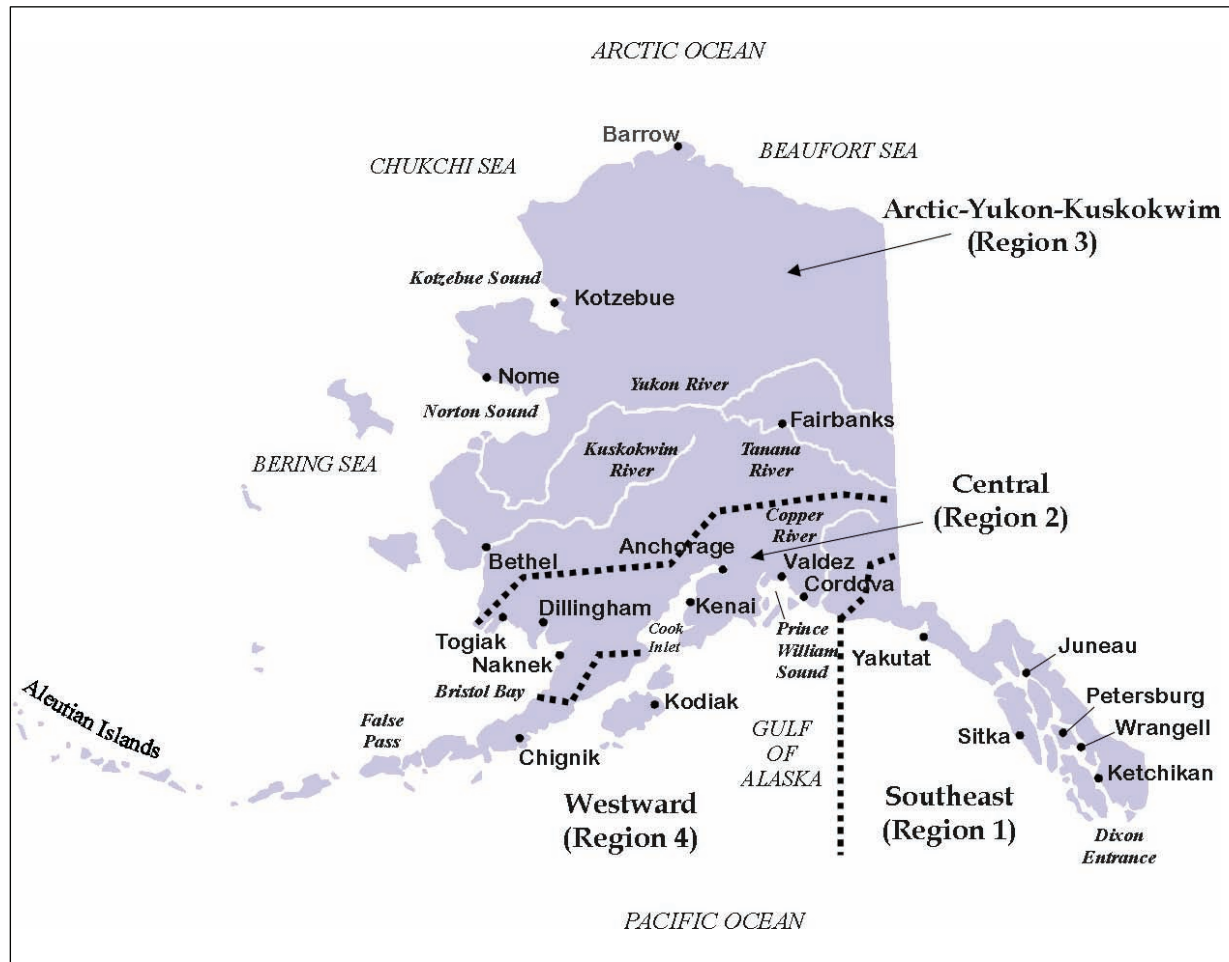 ARCTIC OCEAN
Barrow
BEAUFORT SEA
CHUKCHI SEA
Arctic-Yukon-Kuskokwim
(Region 3)
Kotzebue Sound
Kotzebue
Nome
Yukon River
Norton Sound
Fairbanks
Kuskokwim
River
Tanana
River
BERING SEA
Central
(Region 2)
Copper
River
Anchorage
Bethel
Valdez
Cordova
Dillingham
Kenai
Togiak
Cook
Inlet
Prince
William
Sound
Yakutat
Juneau
Naknek
Bristol Bay
Kodiak
Petersburg
Aleutian Islands
False
Pass
GULF
OF
ALASKA
Sitka
Wrangell
Chignik
Ketchikan
Westward
(Region 4)
Southeast
(Region 1)
Dixon
Entrance
PACIFIC OCEAN